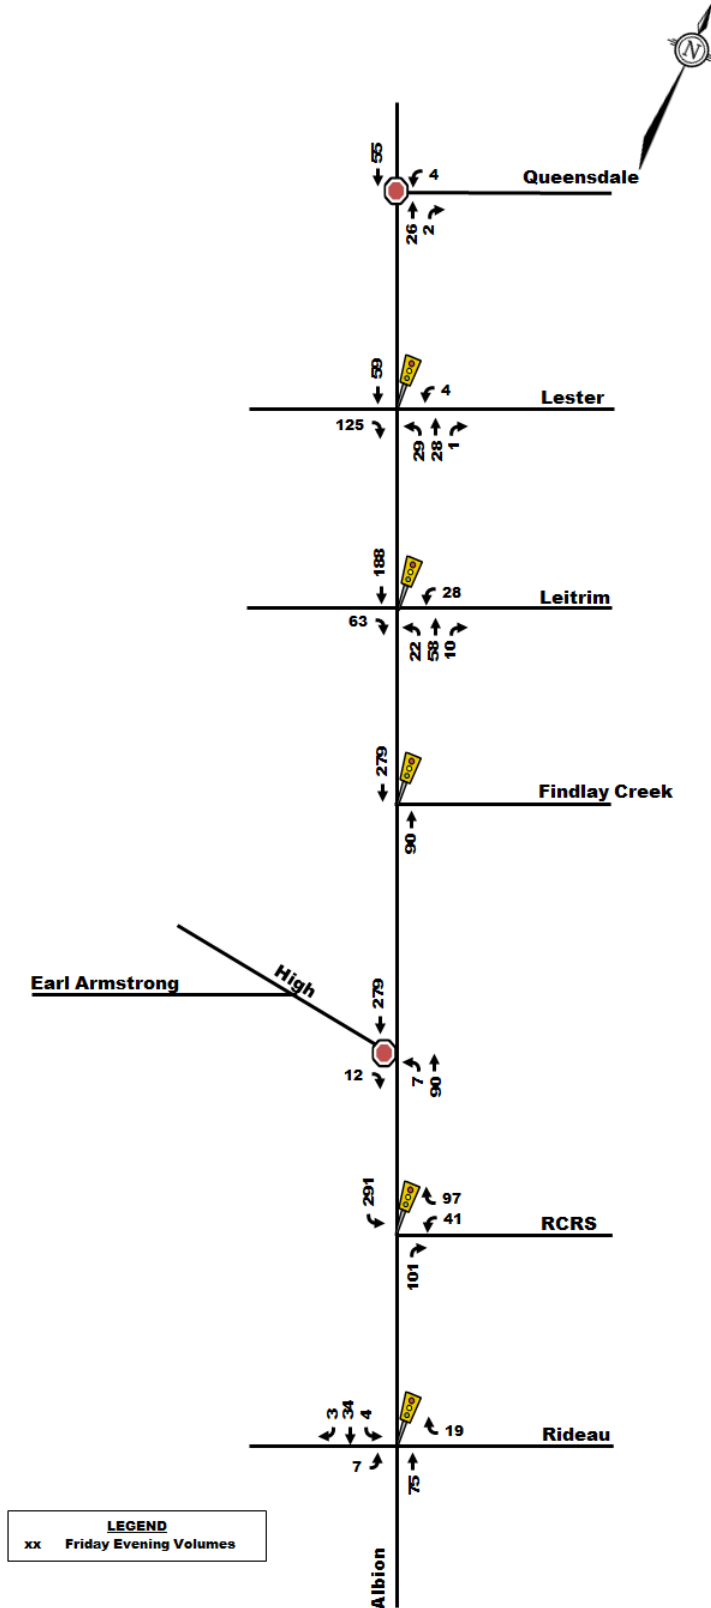 N
55
4
Queensdale
26
2
59
4
Lester
125
29
28
1
188
28
Leitrim
63
22
58
10
279
Findlay Creek
90
High
Earl Armstrong
279
12
7
90
291
97
41
RCRS
101
3
34
4
19
Rideau
7
75
LEGEND
xx Friday Evening Volumes
Albion